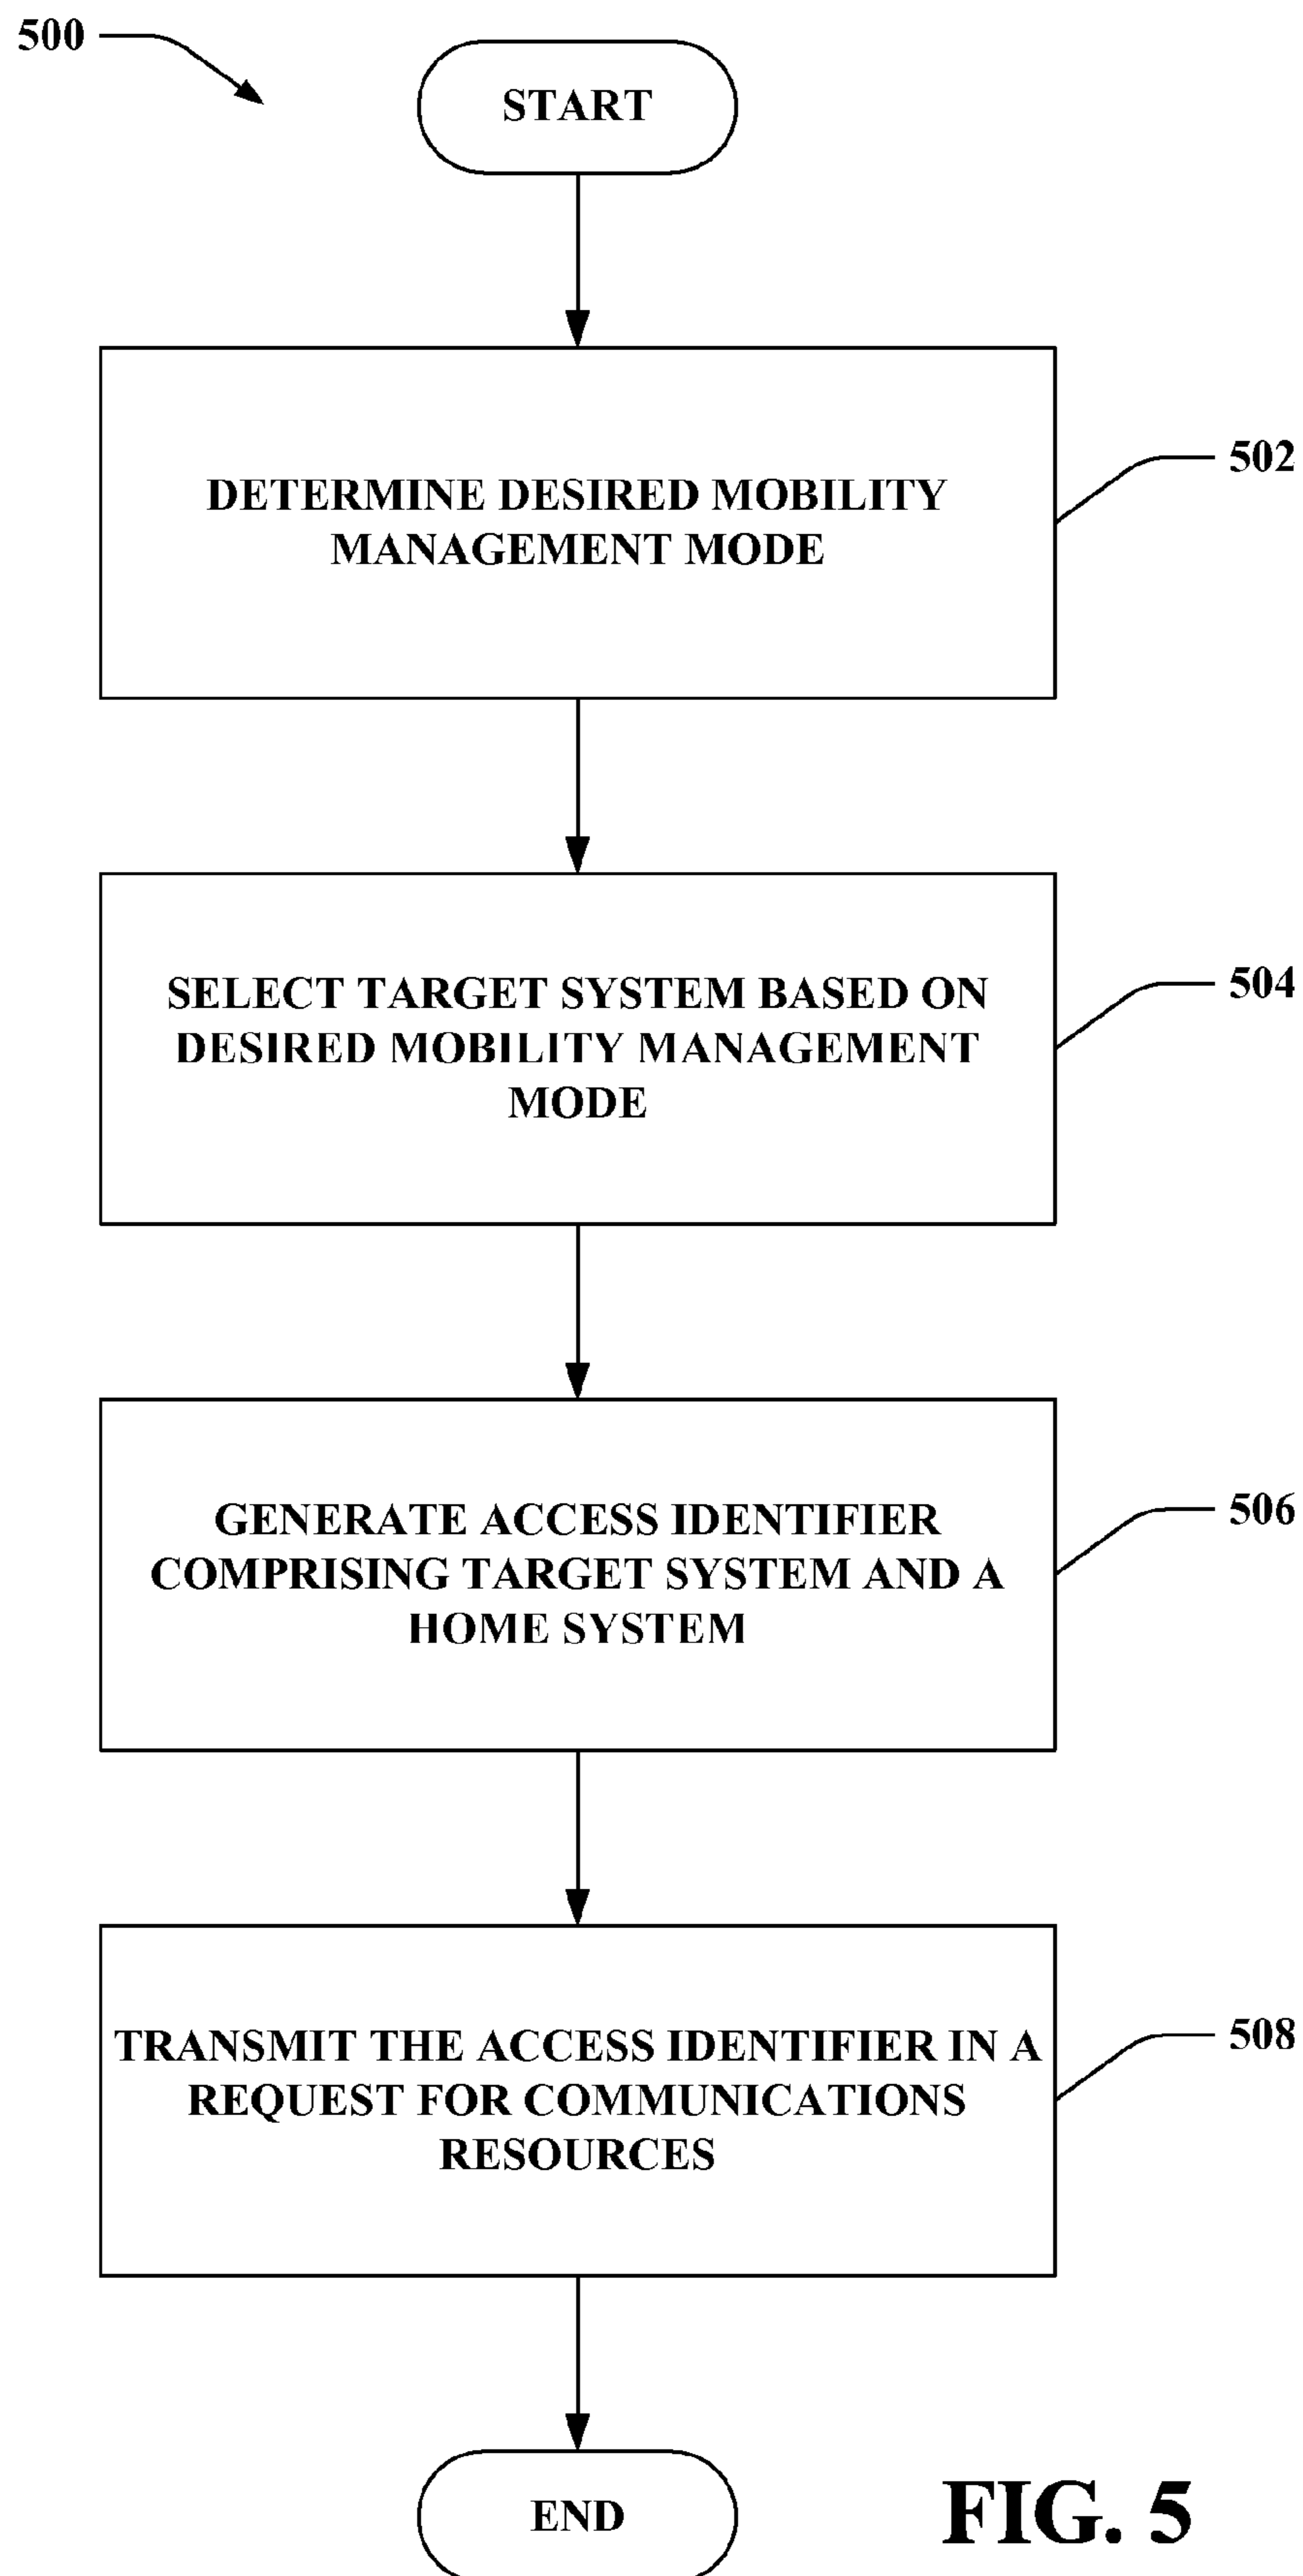 500
START
DETERMINE DESIRED MOBILITY
MANAGEMENT MODE
502
SELECT TARGET SYSTEM BASED ON
DESIRED MOBILITY MANAGEMENT
MODE
504
GENERATE ACCESS IDENTIFIER
COMPRISING TARGET SYSTEM AND A
HOME SYSTEM
506
TRANSMIT THE ACCESS IDENTIFIER IN A
REQUEST FOR COMMUNICATIONS
RESOURCES
508
END
FIG. 5